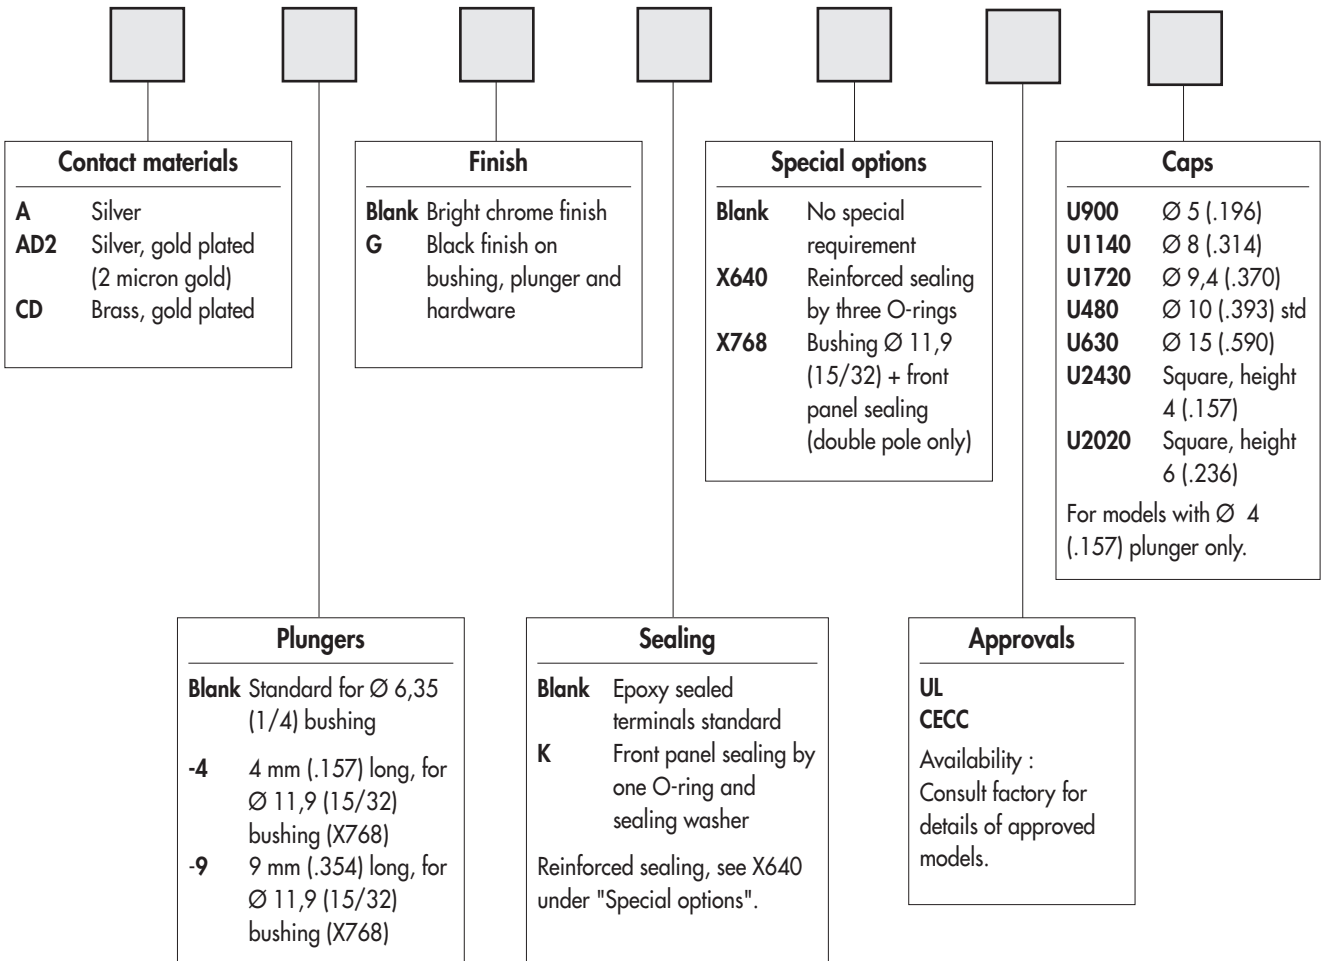 Contact materials
A Silver
AD2 Silver, gold plated
(2 micron gold)
CD Brass, gold plated
Finish
Blank Bright chrome finish
G Black finish on
bushing, plunger and
hardware
Special options
Blank No special
requirement
X640 Reinforced sealing
by three O-rings
X768 Bushing Ø 11,9
(15/32) + front
panel sealing
(double pole only)
Caps
U900 Ø 5 (.196)
U1140 Ø 8 (.314)
U1720 Ø 9,4 (.370)
U480 Ø 10 (.393) std
U630 Ø 15 (.590)
U2430 Square, height
4 (.157)
U2020 Square, height
6 (.236)
For models with Ø 4
(.157) plunger only.
Plungers
Blank Standard for Ø 6,35
(1/4) bushing
-4 4 mm (.157) long, for
Ø 11,9 (15/32)
bushing (X768)
-9 9 mm (.354) long, for
Ø 11,9 (15/32)
bushing (X768)
Sealing
Blank Epoxy sealed
terminals standard
K Front panel sealing by
one O-ring and
sealing washer
Reinforced sealing, see X640
under "Special options".
Approvals
UL
CECC
Availability :
Consult factory for
details of approved
models.